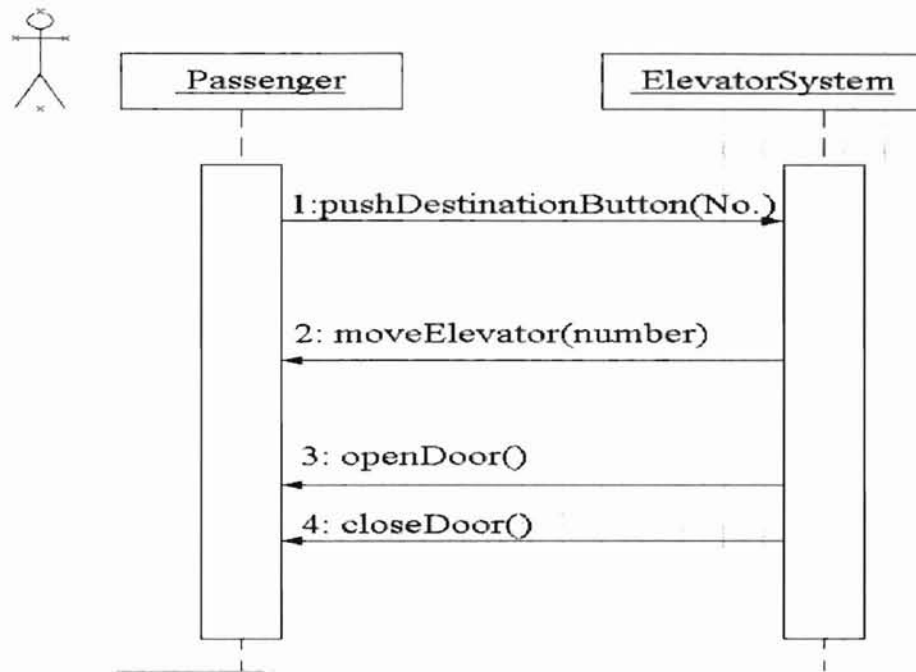 Passenger
ElevatorSystem
1:pushDestinationButton(No.)
2: moveElevator(number)
3: openDoor()
4: closeDoor()